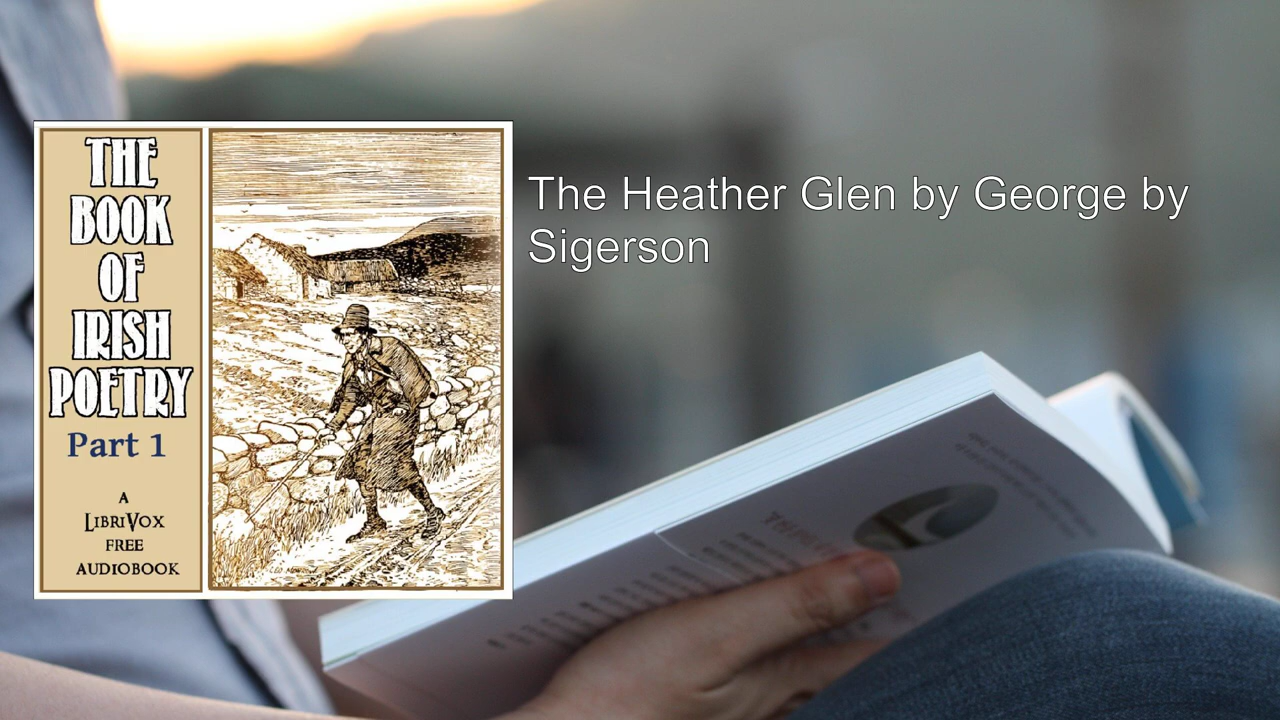 THE
BOOK
OF
IRISH
POETRY
Part 1
A
LIBRIVOX
FREE
AUDIOBOOK
The Heather Glen by George by
Sigerson